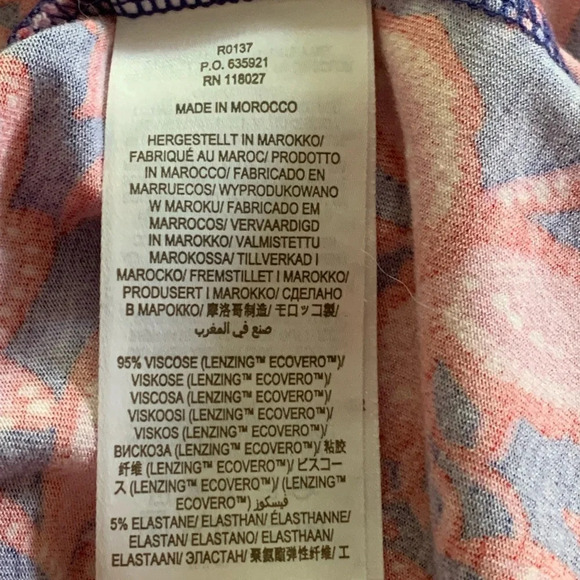 R0137
P.O. 635921
RN 118027
MADE IN MOROCCO
HERGESTELLT IN MAROKKO/
FABRIQUÉ AU MAROC/ PRODOTTO
IN MAROCCO/ FABRICADO EN
MARRUECOS/ WYPRODUKOWANO
W MAROKU/ FABRICADO EM
MARROCOS/ VERVAARDIGD
IN MAROKKO/ VALMISTETTU
MAROKOSSA/ TILLVERKAD I
MAROCKO/ FREMSTILLET I MAROKKO/
PRODUSERT I MAROKKO/ СДЕЛАНО
В МАРОККО/ 摩洛哥制造/ モロッコ製/
صنع في المغرب
95% VISCOSE (LENZING™ ECOVERO™)/
VISKOSE (LENZING™ ECOVERO™)/
VISCOSA (LENZING™ ECOVERO™)/
VISKOOSI (LENZING™ ECOVERO™)/
VISKOS (LENZING™ ECOVERO™)/
ВИСКОЗА (LENZING™ ECOVERO™)/ 粘胶
纤维 (LENZING™ ECOVERO™)/ ビスコー
ス (LENZING™ ECOVERO™)/ (LENZING™
ECOVERO™) فيسكوز/
5% ELASTANE/ ELASTHAN/ ÉLASTHANNE/
ELASTAN/ ELASTANO/ ELASTHAAN/
ELASTAANI/ ЭЛАСТАН/ 聚氨酯弹性纤维/ エ